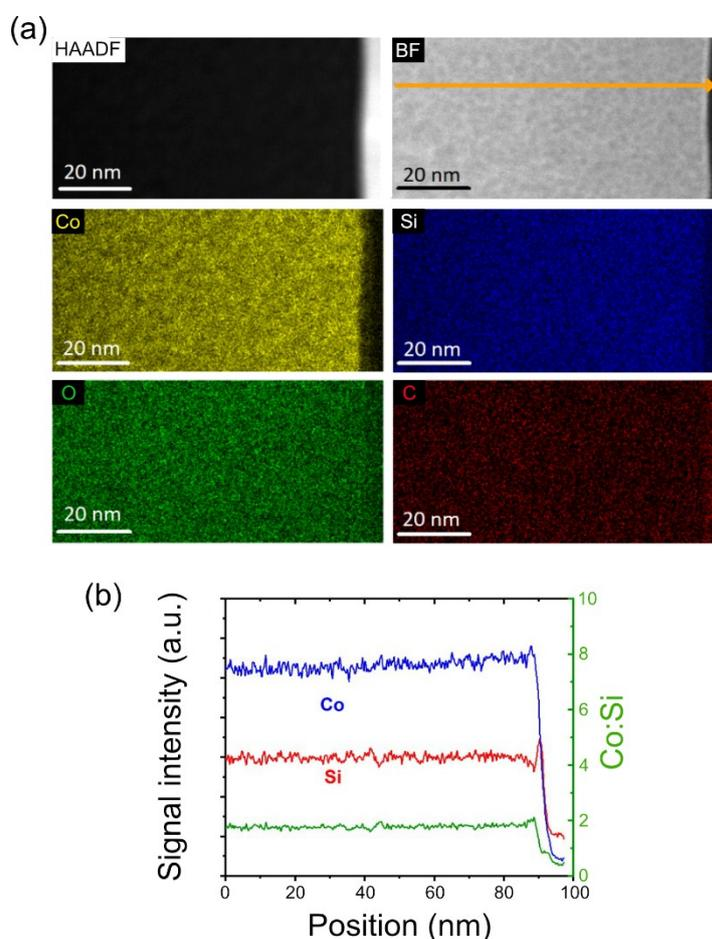 (a)
HAADF
BF
20 nm
20 nm
Co
Si
20 nm
20 nm
O
C
20 nm
20 nm
(b)
Signal intensity (a.u.)
Co
Si
10
8
6
4
2
0
Co:Si
0 20 40 60 80 100
Position (nm)